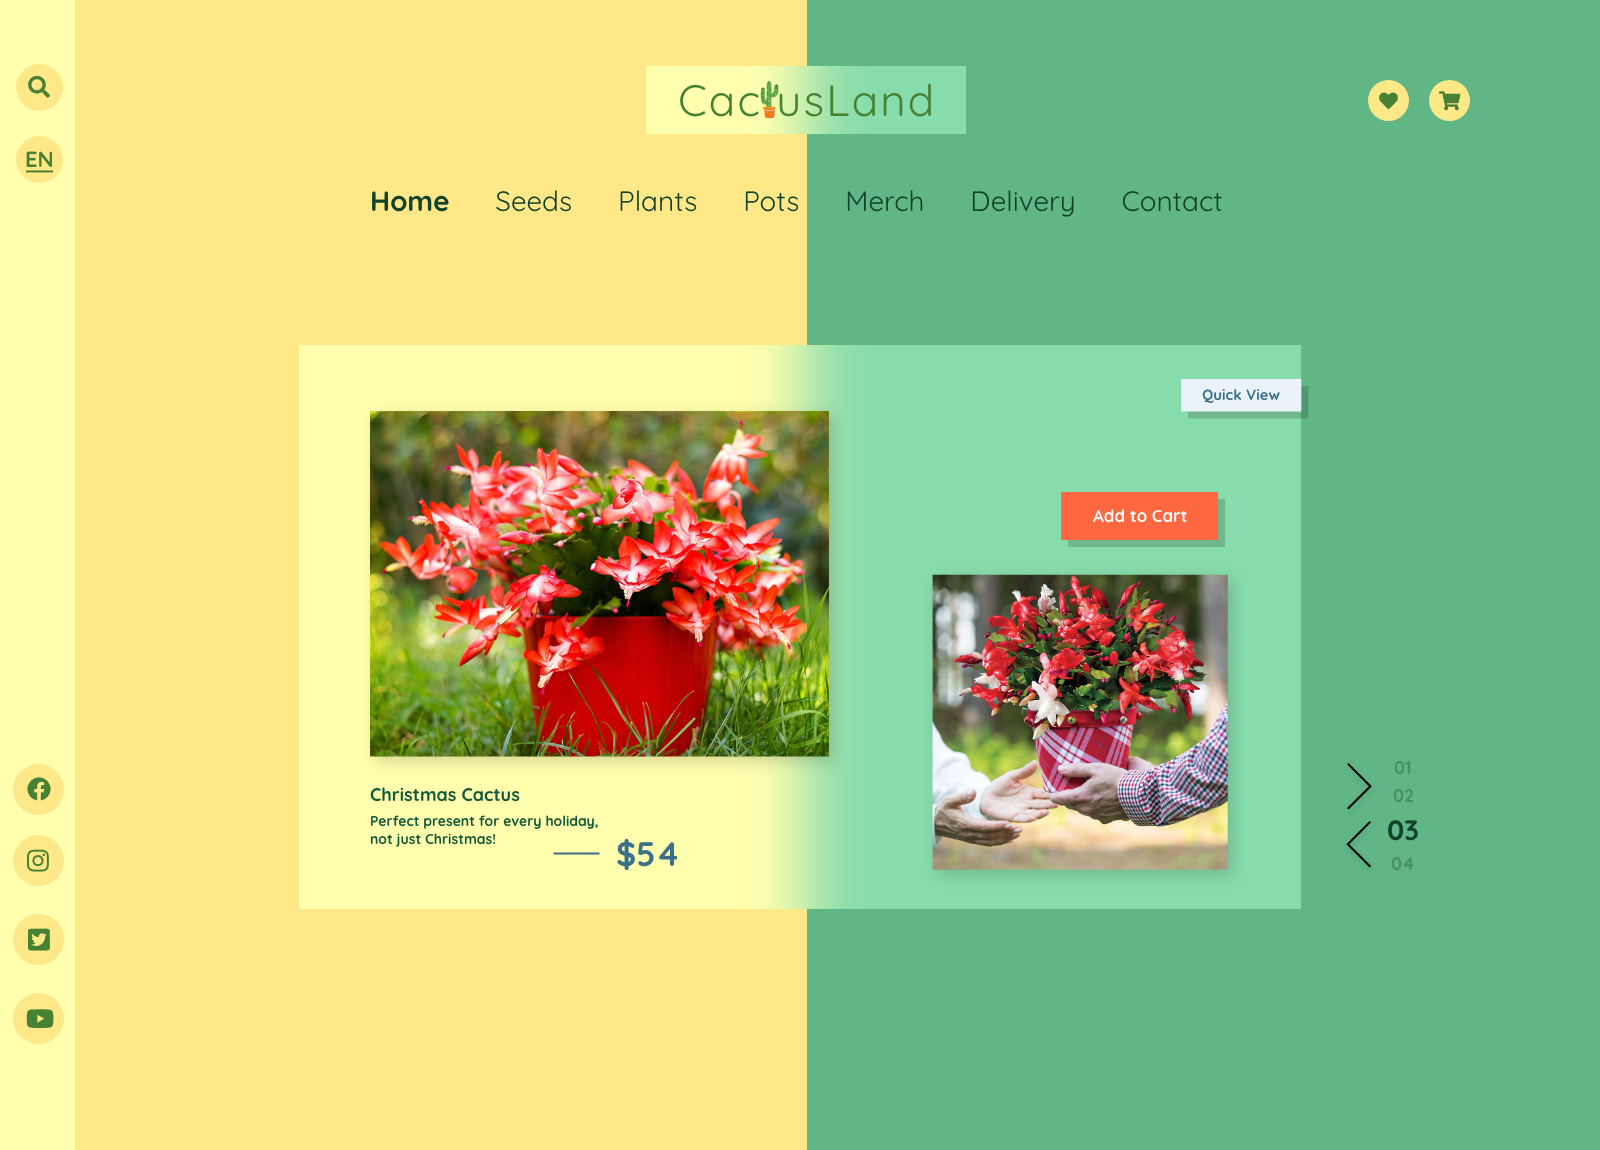 EN
CactusLand
Home Seeds Plants Pots Merch Delivery Contact
Quick View
Add to Cart
Christmas Cactus
Perfect present for every holiday,
not just Christmas!
$54
01
02
03
04